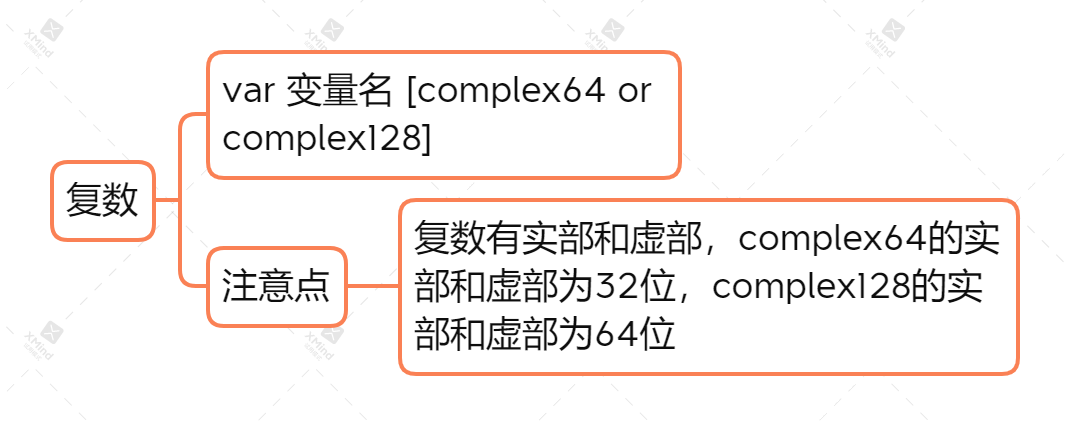 var 变量名 [complex64 or
complex128]
复数
注意点
复数有实部和虚部，complex64的实
部和虚部为32位，complex128的实
部和虚部为64位
XMind
XMind
XMind
XMind
XMind
XMind